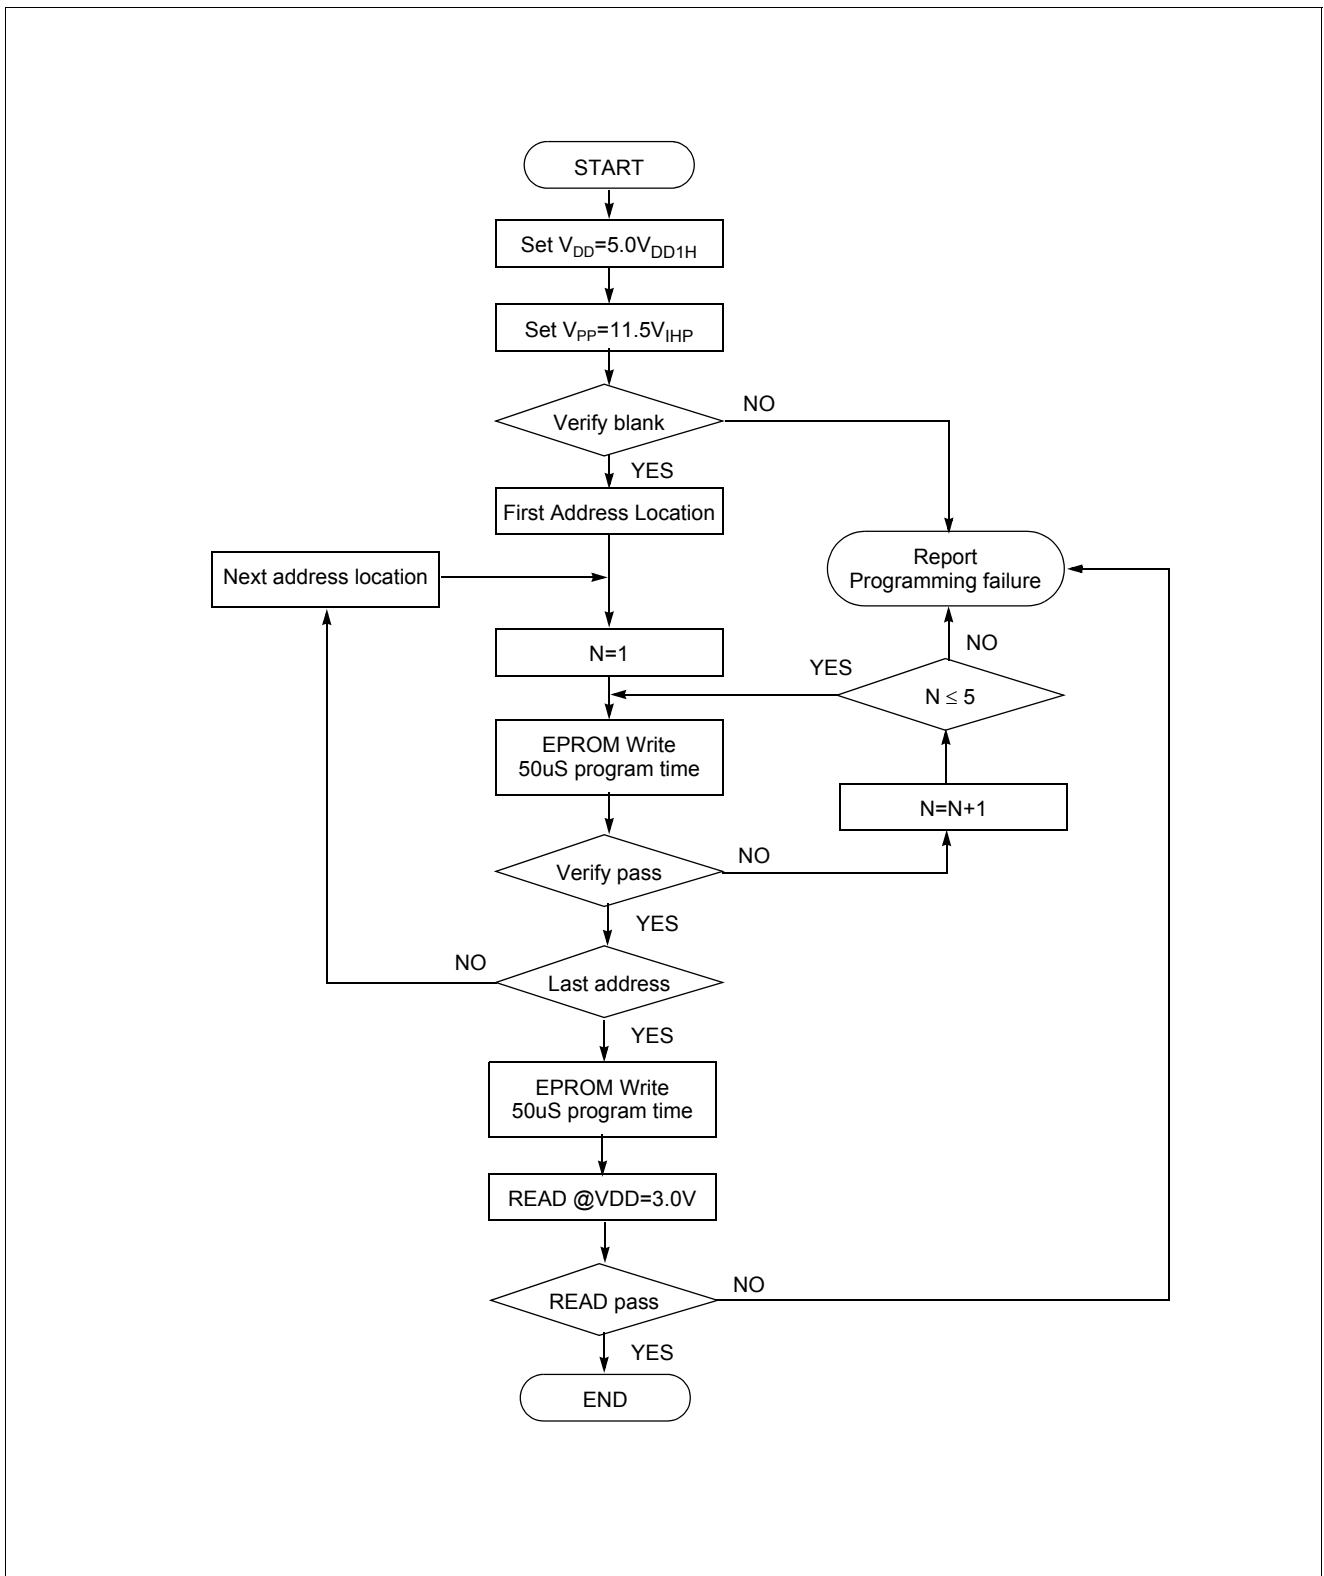 START
Set VDD=5.0VDD1H
Set VPP=11.5VIHP
Verify blank
NO
YES
First Address Location
Report
Programming failure
Next address location
NO
N=1
YES
N ≤ 5
EPROM Write
50uS program time
N=N+1
Verify pass
NO
YES
NO
Last address
YES
EPROM Write
50uS program time
READ @VDD=3.0V
READ pass
NO
YES
END